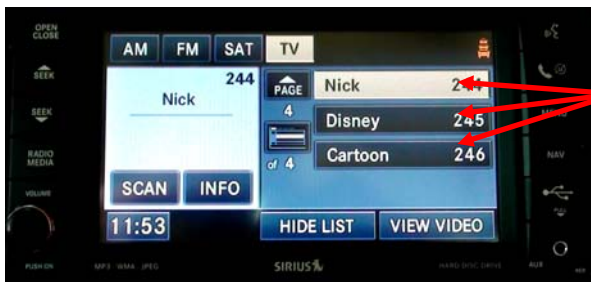 OPEN
CLOSE
AM FM SAT TV
SEEK
244
Nick
PAGE
4
of 4
Nick 244
Disney 245
Cartoon 246
SEEK
MENU
RADIO
MEDIA
NAV
VOLUME
SCAN INFO
11:53
HIDE LIST VIEW VIDEO
PUSH ON
MP3 WMA JPEG
SIRIUS
HARD DISC DRIVE
AUX